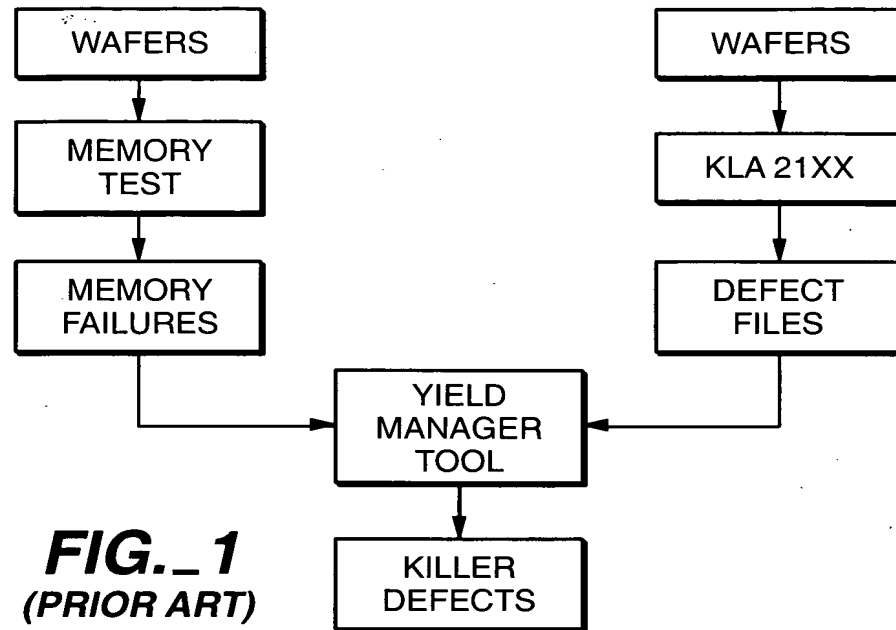 WAFERS
MEMORY
TEST
MEMORY
FAILURES
WAFERS
KLA 21XX
DEFECT
FILES
YIELD
MANAGER
TOOL
KILLER
DEFECTS
FIG._1
(PRIOR ART)